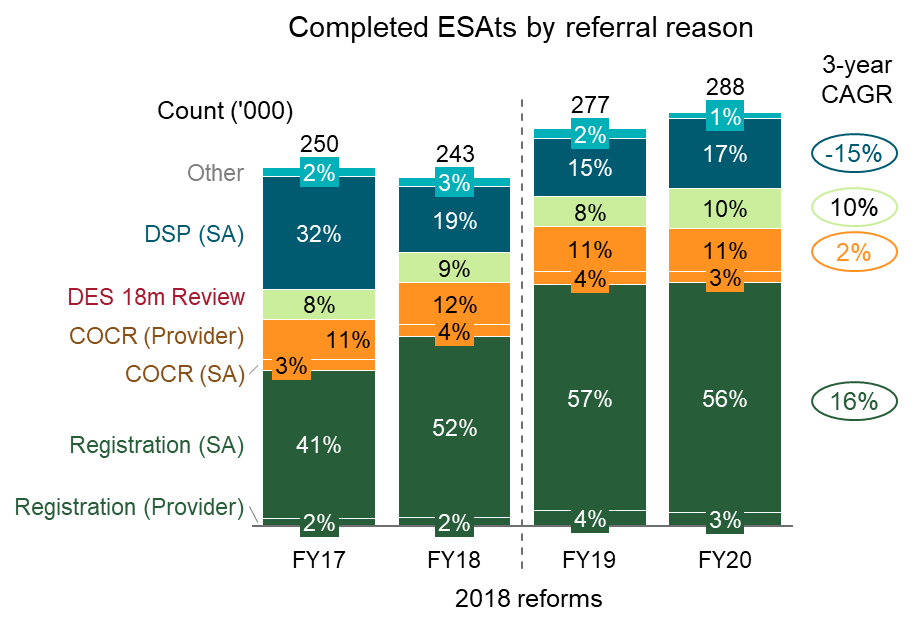 Completed ESAts by referral reason
3-year
CAGR
Count ('000)
250
243
277
288
Other
2%
3%
2%
1%
DSP (SA)
32%
19%
15%
17%
-15%
DES 18m Review
8%
9%
8%
10%
10%
COCR (Provider)
11%
12%
11%
11%
2%
COCR (SA)
3%
4%
4%
3%
Registration (SA)
41%
52%
57%
56%
16%
Registration (Provider)
2%
2%
4%
3%
FY17
FY18
FY19
FY20
2018 reforms